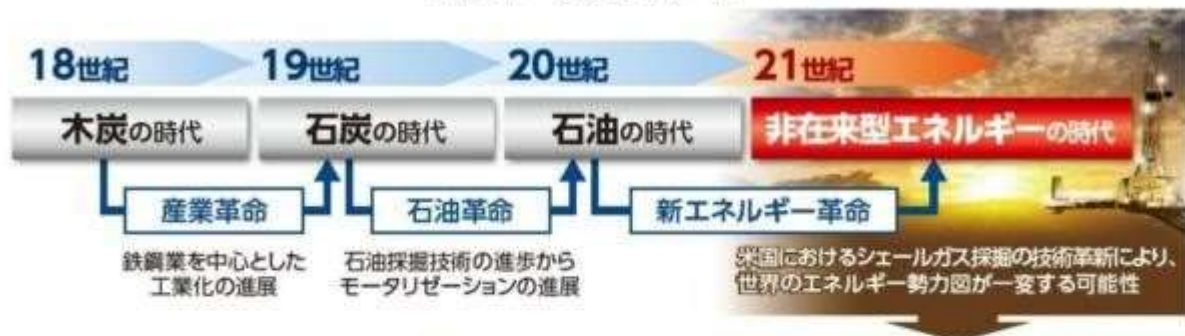 18世紀
19世紀
20世紀
21世紀
木炭の時代
石炭の時代
石油の時代
非在来型エネルギーの時代
産業革命
石油革命
新エネルギー革命
鉄鋼業を中心とした
工業化の進展
石油採掘技術の進歩から
モータリゼーションの進展
米国におけるシェールガス採掘の技術革新により、
世界のエネルギー勢力図が一変する可能性